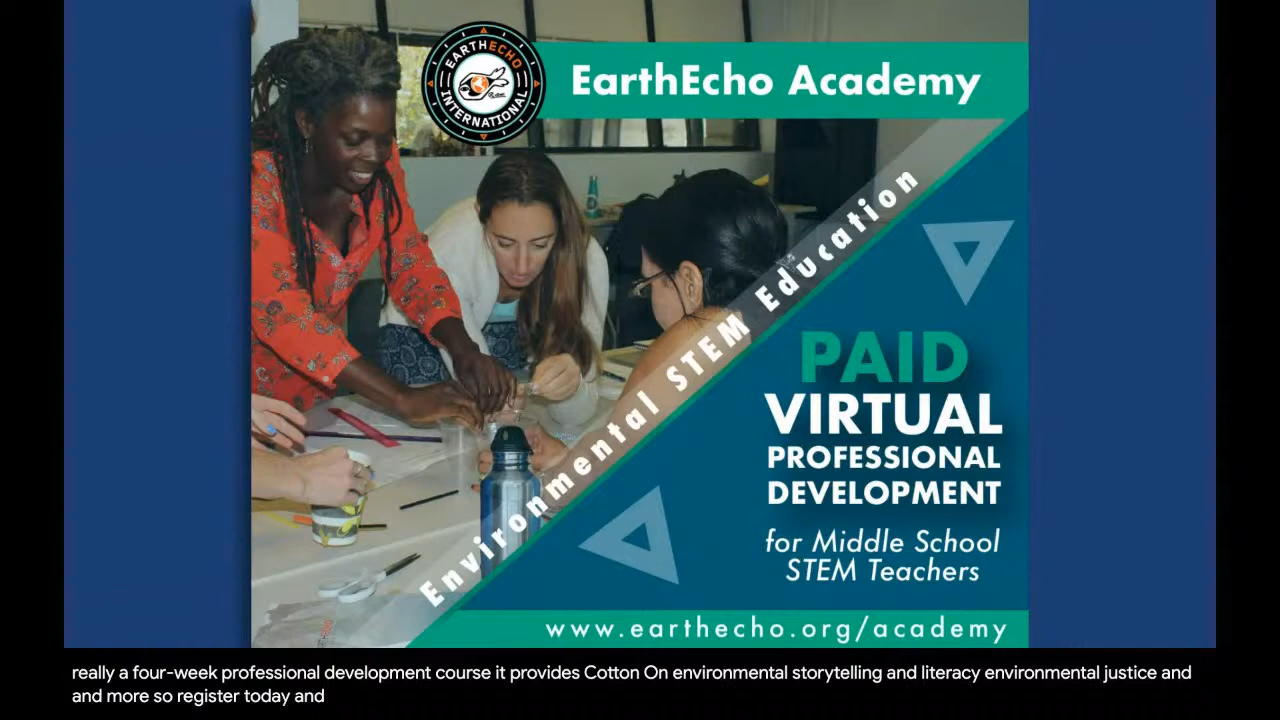 EARTHECHO
INTERNATIONAL
EarthEcho Academy
Environmental STEM Education
PAID
VIRTUAL
PROFESSIONAL
DEVELOPMENT
for Middle School
STEM Teachers
www.earthecho.org/academy
really a four-week professional development course it provides Cotton On environmental storytelling and literacy environmental justice and
and more so register today and